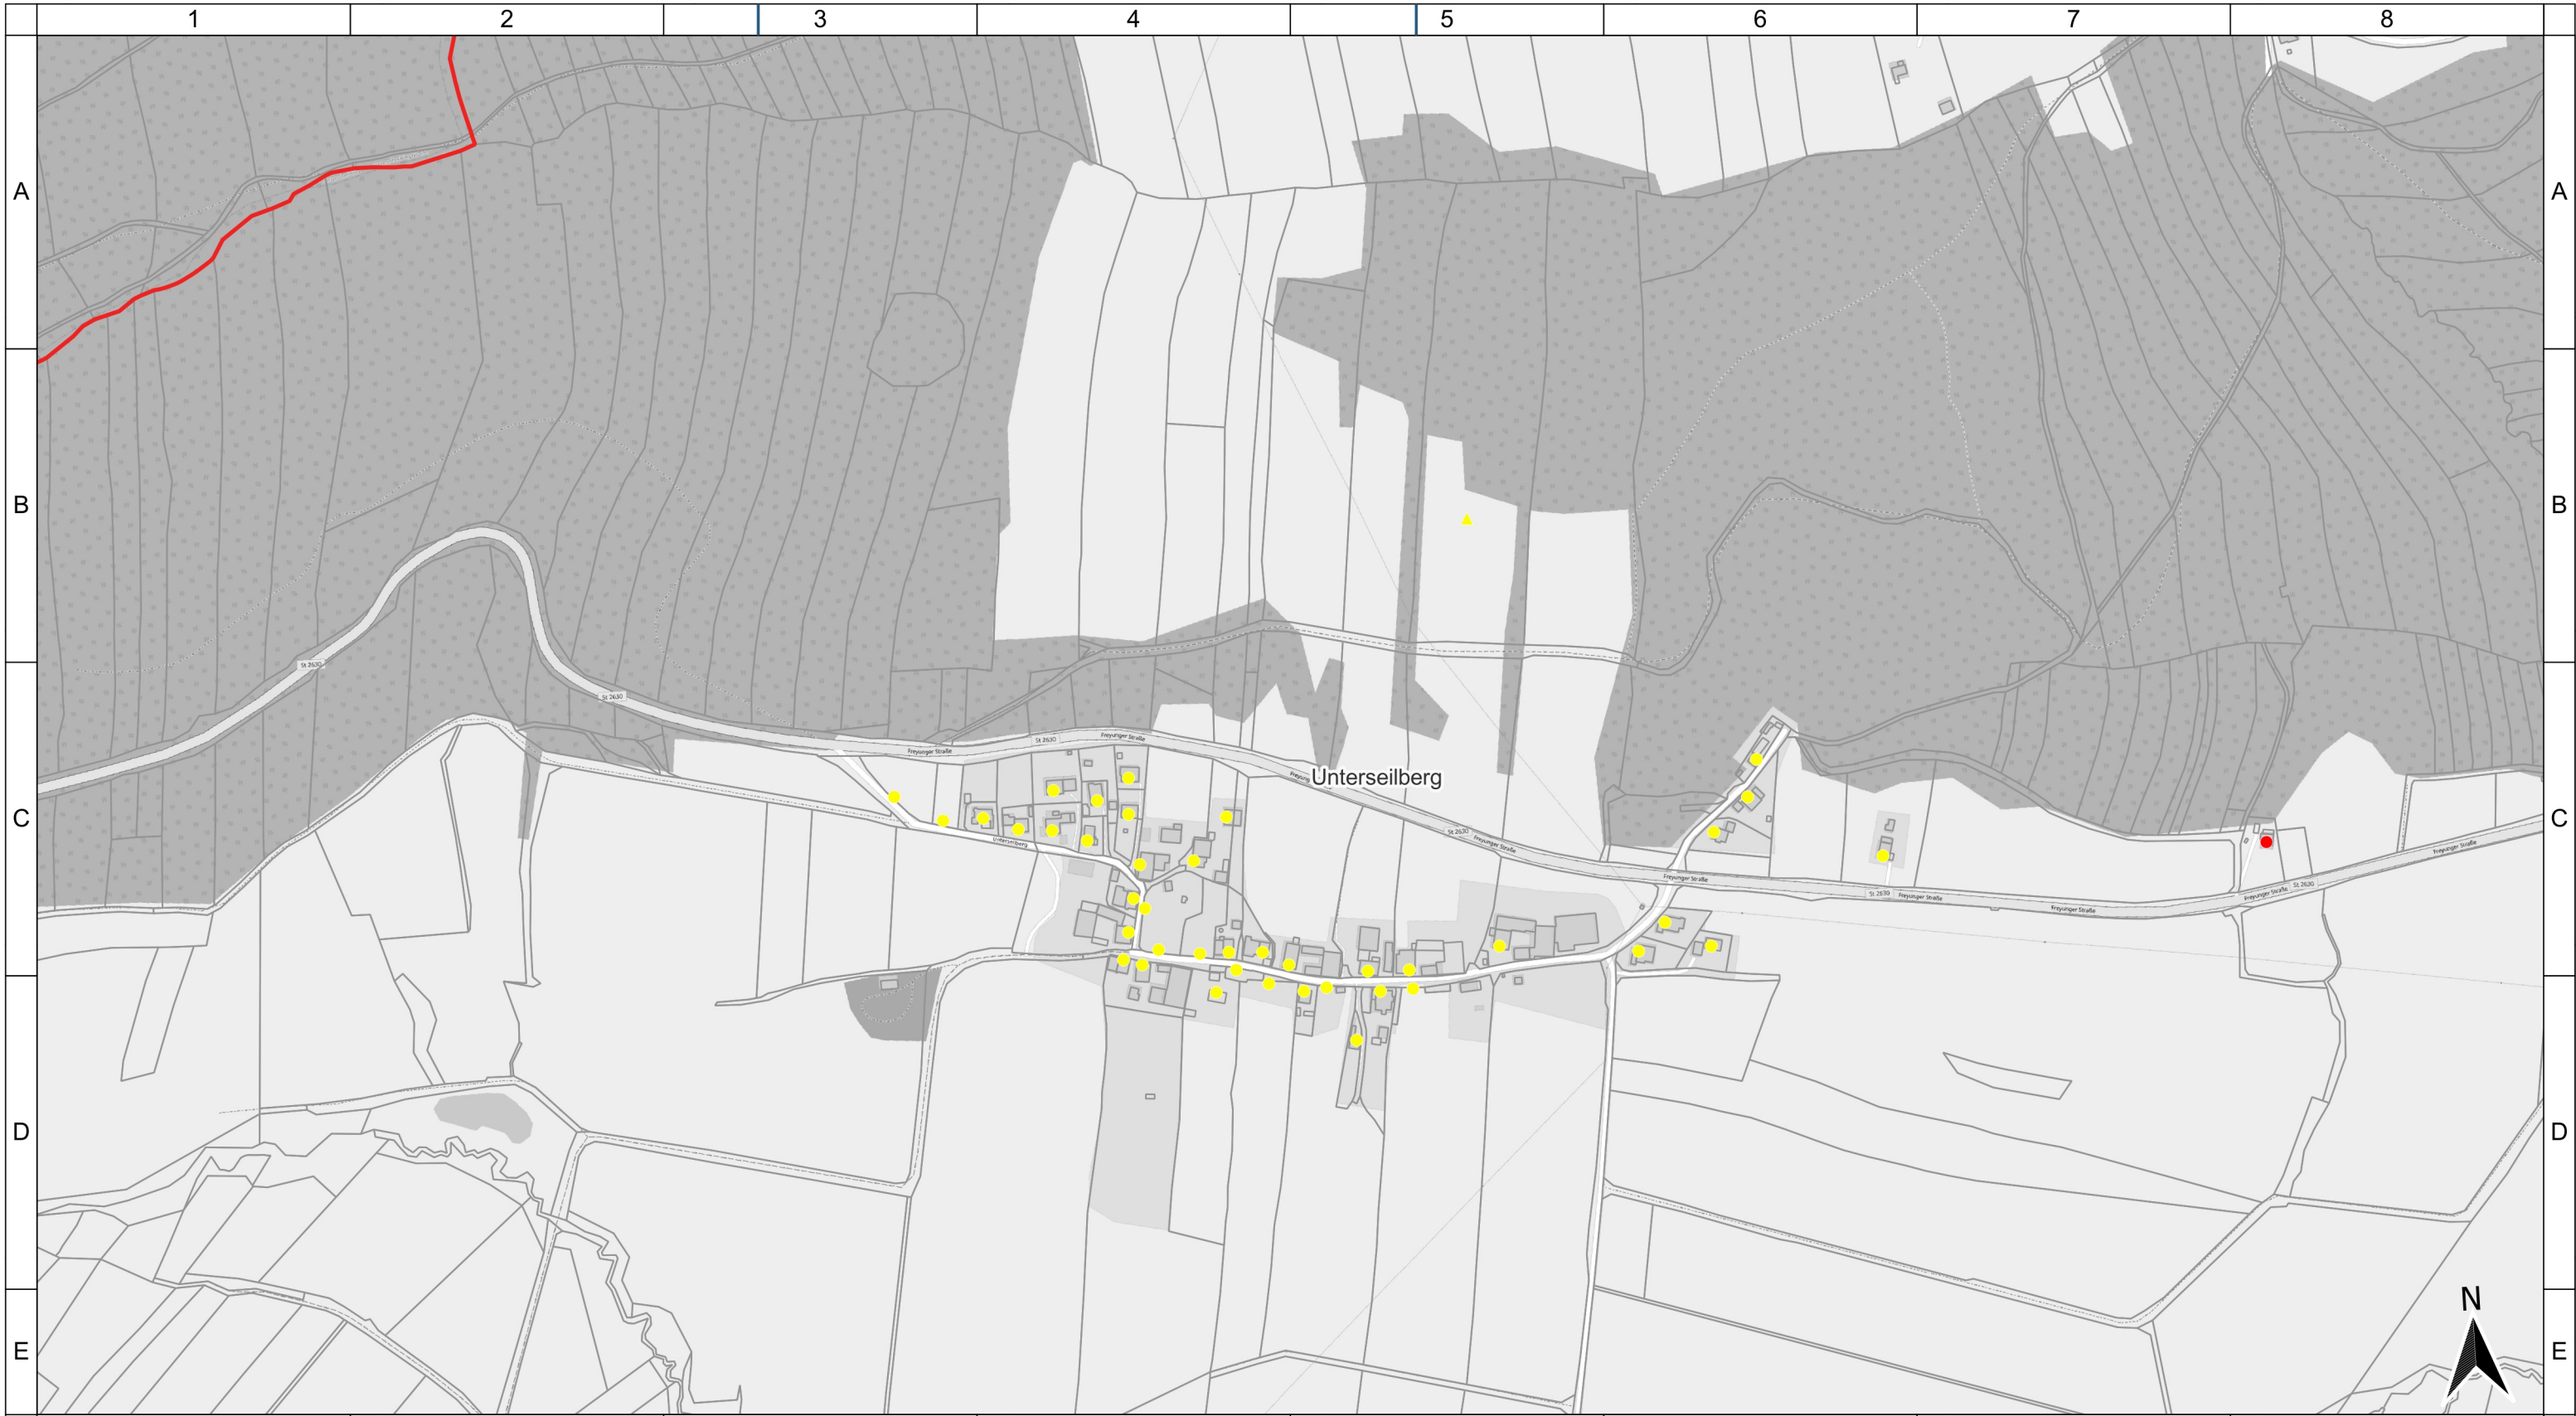 1 2 3 4 5 6 7 8
A A
B B
St 2630
St 2630
St 2630 Freyunger Straße
Freyunger Straße
Unterseilberg
C C
St 2630 Freyunger Straße
Unterseilberg
Freyunger Straße
Freyunger Straße
St 2630 Freyunger Straße
Freyunger Straße St 2630
Freyunger Straße
D D
N
E E